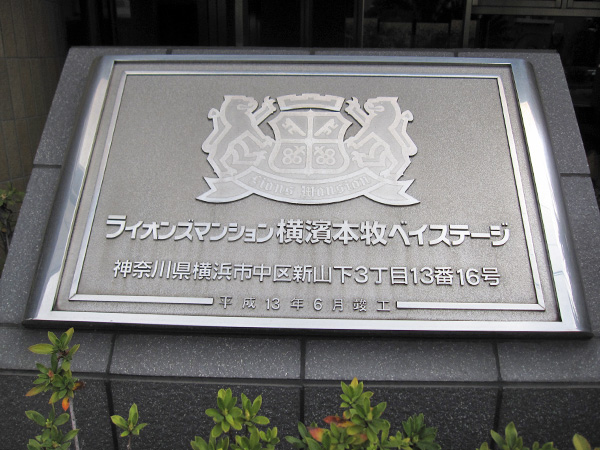 Lions Mansion
ライオンズマンション横濱本牧ベイステージ
神奈川県横浜市中区新山下3丁目13番16号
平成13年6月竣工